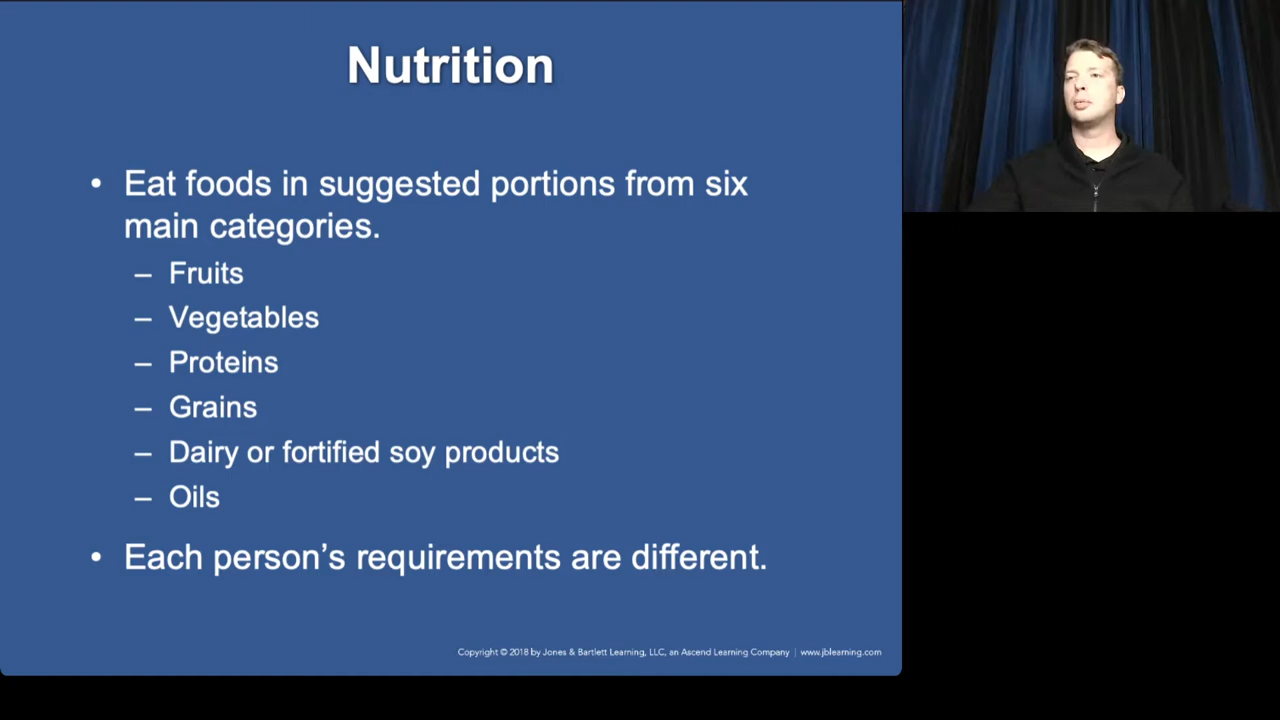 Nutrition
• Eat foods in suggested portions from six
main categories.
– Fruits
– Vegetables
– Proteins
– Grains
– Dairy or fortified soy products
– Oils
• Each person’s requirements are different.
Copyright © 2018 by Jones & Bartlett Learning, LLC, an Ascend Learning Company | www.jblearning.com